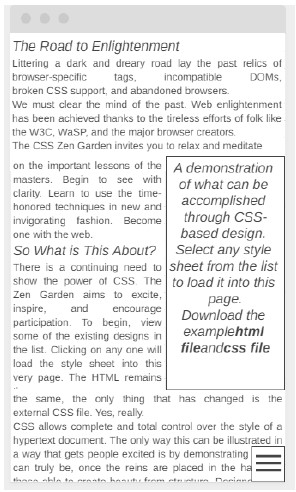 The Road to Enlightenment
Littering a dark and dreary road lay the past relics of
browser-specific tags, incompatible DOMs,
broken CSS support, and abandoned browsers.
We must clear the mind of the past. Web enlightenment
has been achieved thanks to the tireless efforts of folk like
the W3C, WaSP, and the major browser creators.
The CSS Zen Garden invites you to relax and meditate
on the important lessons of the
masters. Begin to see with
clarity. Learn to use the time-
honored techniques in new and
invigorating fashion. Become
one with the web.
So What is This About?
There is a continuing need to
show the power of CSS. The
Zen Garden aims to excite,
inspire, and encourage
participation. To begin, view
some of the existing designs in
the list. Clicking on any one will
load the style sheet into this
very page. The HTML remains
A demonstration
of what can be
accomplished
through CSS-
based design.
Select any style
sheet from the list
to load it into this
page.
Download the
examplehtml
fileandcss file
the same, the only thing that has changed is the
external CSS file. Yes, really.
CSS allows complete and total control over the style of a
hypertext document. The only way this can be illustrated in
a way that gets people excited is by demonstrating
can truly be, once the reins are placed in the ha
able to create beauty from structure.